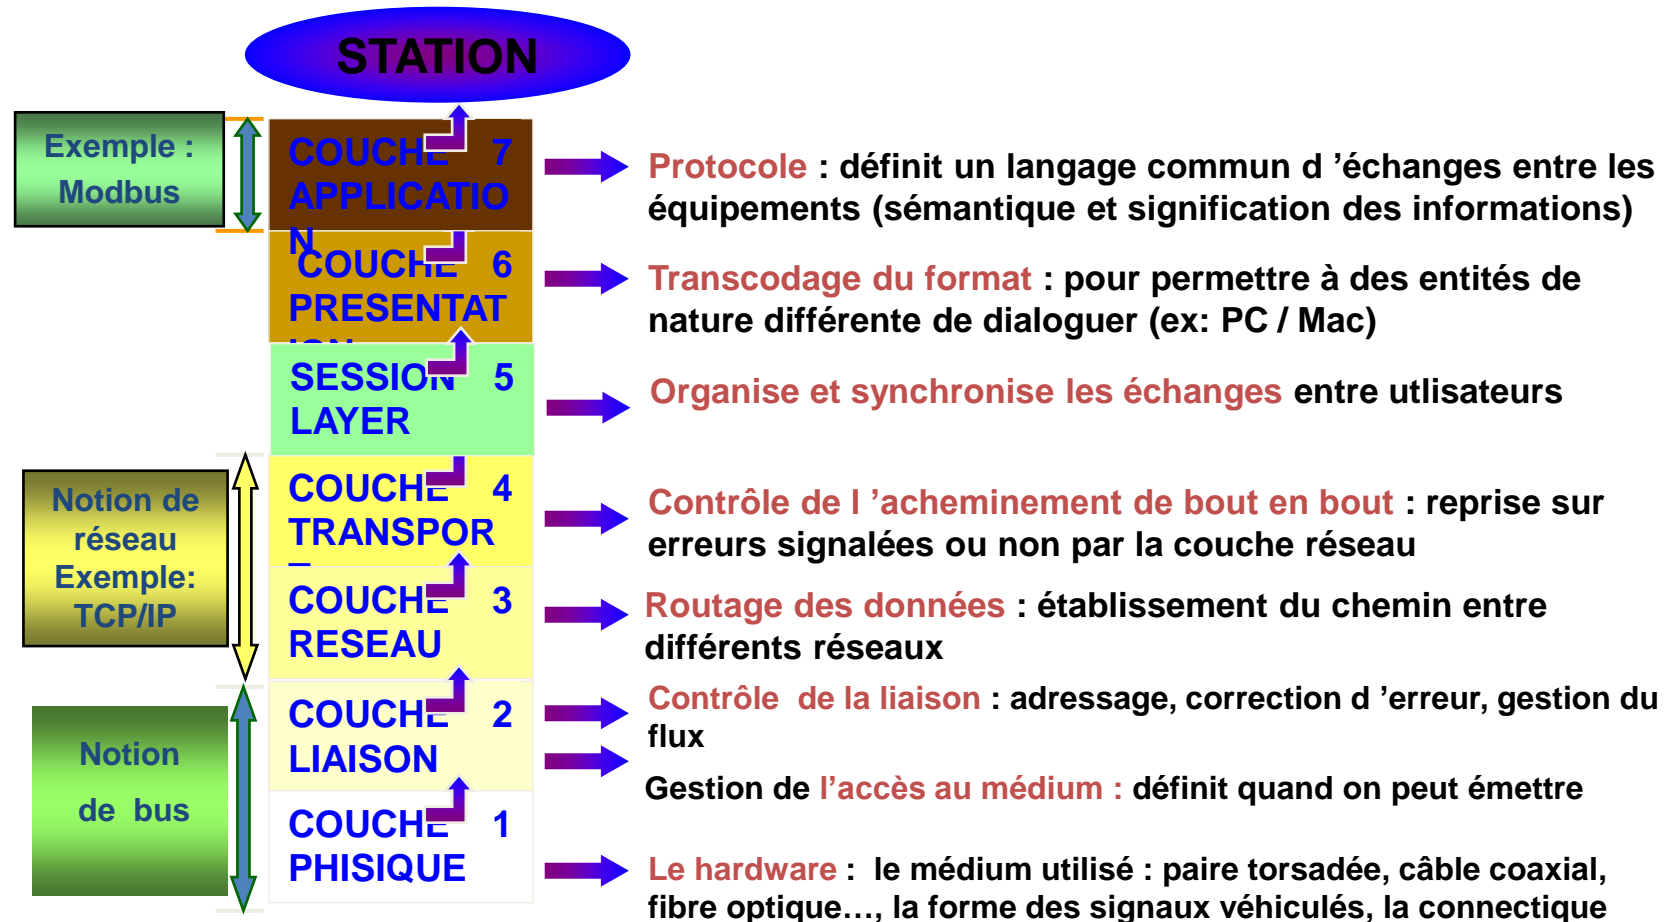 STATION
Exemple :
Modbus
COUCHE 7
APPLICATIO
N
Protocole : définit un langage commun d ’échanges entre les
équipements (sémantique et signification des informations)
COUCHE 6
PRESENTAT
ION
Transcodage du format : pour permettre à des entités de
nature différente de dialoguer (ex: PC / Mac)
SESSION 5
LAYER
Organise et synchronise les échanges entre utlisateurs
Notion de
réseau
Exemple:
TCP/IP
COUCHE 4
TRANSPOR
T
Contrôle de l ’acheminement de bout en bout : reprise sur
erreurs signalées ou non par la couche réseau
COUCHE 3
RESEAU
Routage des données : établissement du chemin entre
différents réseaux
Notion
de bus
COUCHE 2
LIAISON
Contrôle de la liaison : adressage, correction d ’erreur, gestion du
flux
Gestion de l’accès au médium : définit quand on peut émettre
COUCHE 1
PHISIQUE
Le hardware : le médium utilisé : paire torsadée, câble coaxial,
fibre optique…, la forme des signaux véhiculés, la connectique